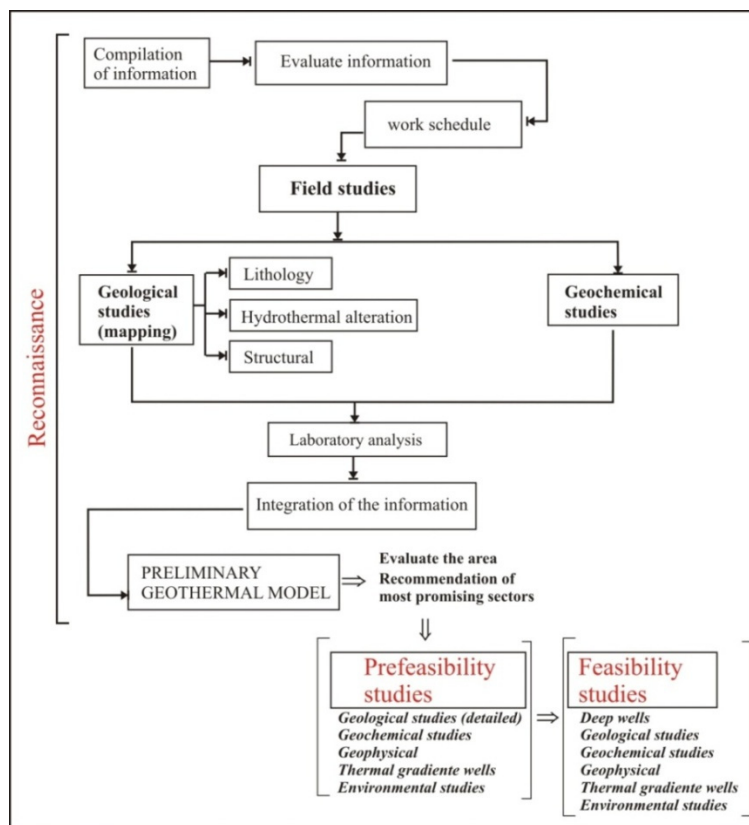 Reconnaissance
Compilation
of information
Evaluate information
work schedule
Field studies
Geological
studies
(mapping)
Lithology
Hydrothermal alteration
Structural
Geochemical
studies
Laboratory analysis
Integration of the information
PRELIMINARY
GEOTHERMAL MODEL
Evaluate the area
Recommendation of
most promising sectors
Prefeasibility
studies
Geological studies (detailed)
Geochemical studies
Geophysical
Thermal gradiente wells
Environmental studies
Feasibility
studies
Deep wells
Geological studies
Geochemical studies
Geophysical
Thermal gradiente wells
Environmental studies